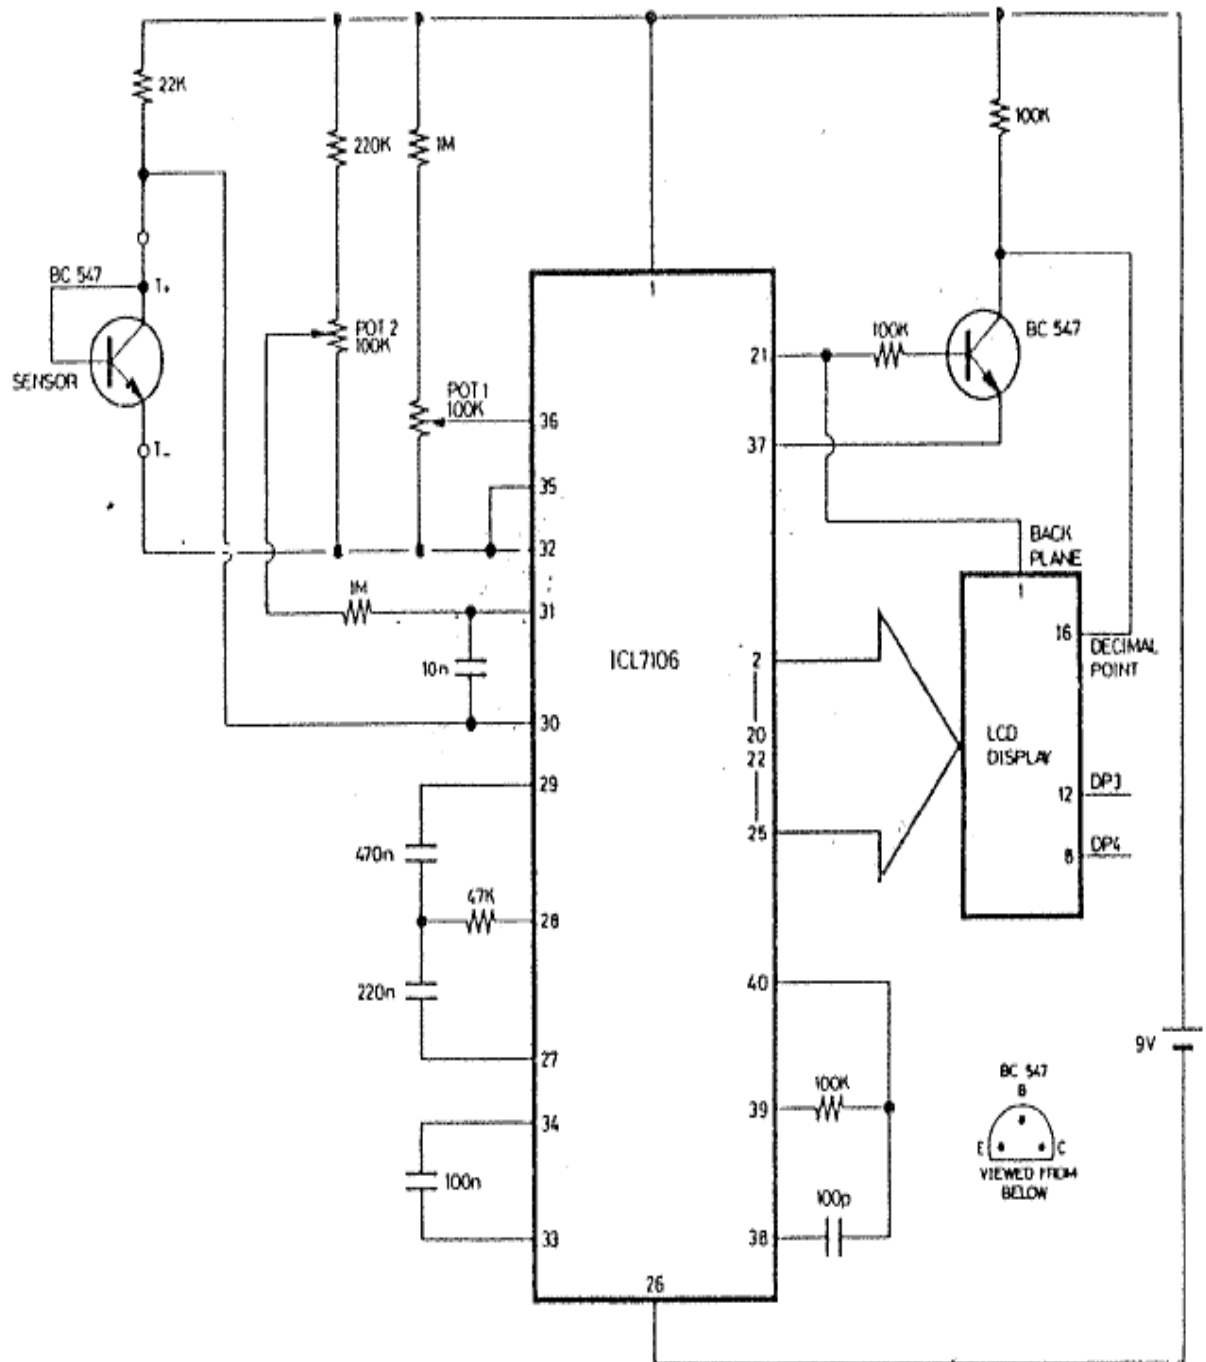 22K
220K
1M
100K
BC 547
T+
SENSOR
T-
POT 2
100K
POT 1
100K
1
36
35
32
31
30
29
28
27
34
33
26
21
37
2
20
22
25
40
39
38
ICL7106
100K
BC 547
1M
10n
470n
47K
220n
100n
BACK
PLANE
1
16
DECIMAL
POINT
LCD
DISPLAY
12
DP3
8
DP4
100K
100p
9V
BC 547
B
E
C
VIEWED FROM
BELOW